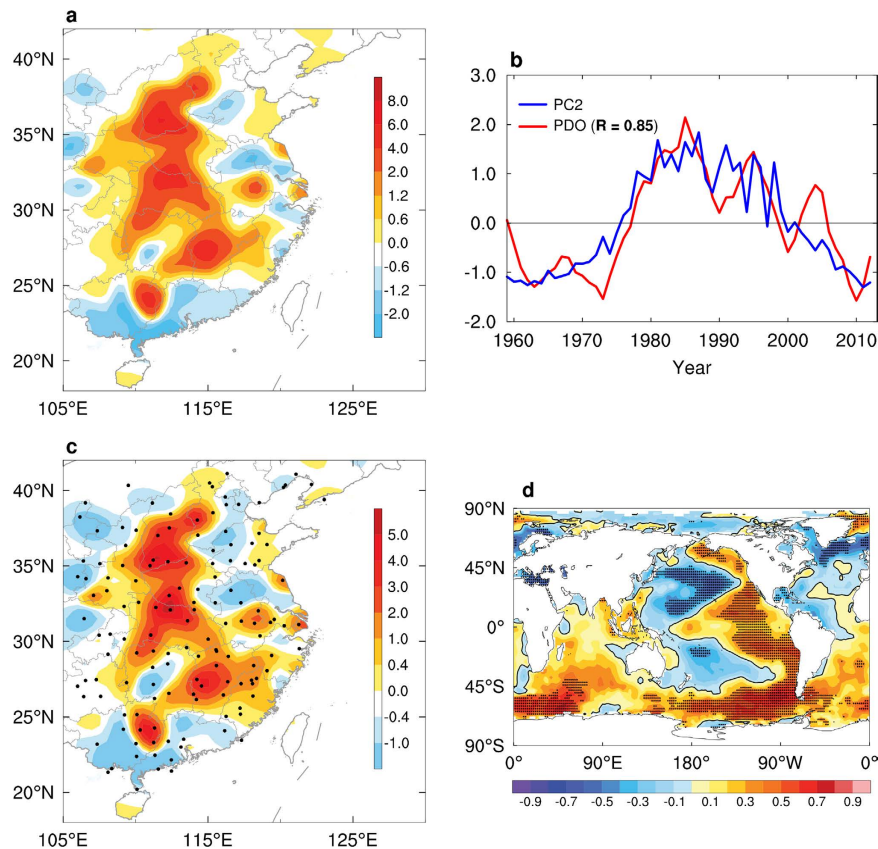 a
40°N
35°N
30°N
25°N
20°N
105°E 115°E 125°E
8.0
6.0
4.0
2.0
1.2
0.6
0.0
-0.6
-1.2
-2.0
b
3.0
2.0
1.0
0.0
-1.0
-2.0
PC2
PDO (R = 0.85)
1960 1970 1980 1990 2000 2010
Year
c
40°N
35°N
30°N
25°N
20°N
105°E 115°E 125°E
5.0
4.0
3.0
2.0
1.0
0.4
0.0
-0.4
-1.0
d
90°N
45°N
0°
45°S
90°S
0° 90°E 180° 90°W 0°
-0.9 -0.7 -0.5 -0.3 -0.1 0.1 0.3 0.5 0.7 0.9